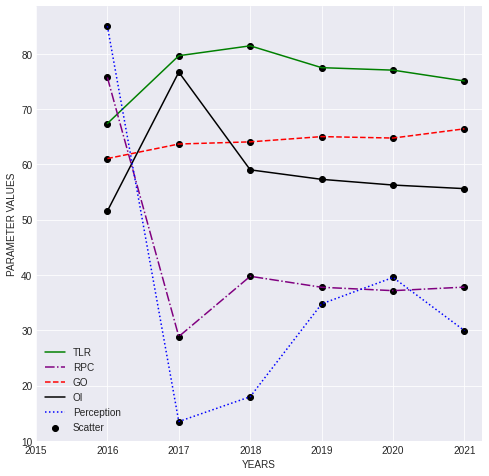 80
70
60
50
40
30
20
10
PARAMETER VALUES
TLR
RPC
GO
OI
Perception
Scatter
2015 2016 2017 2018 2019 2020 2021
YEARS